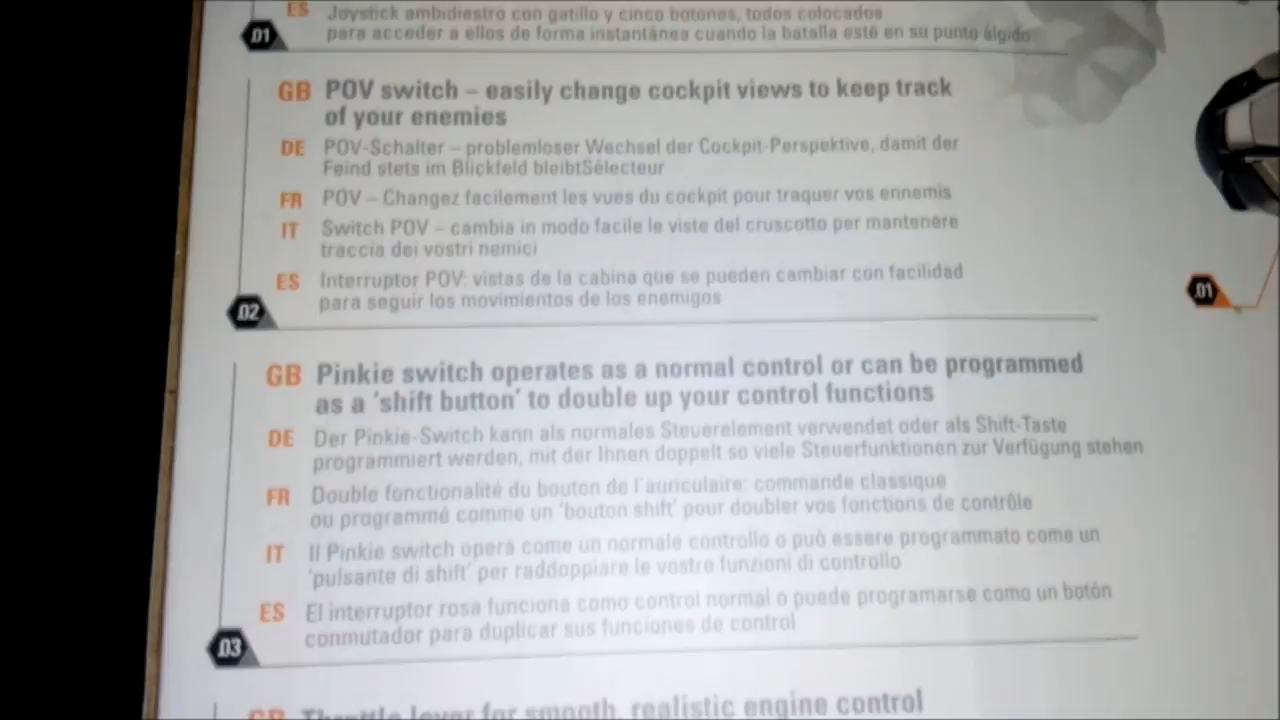 ES Joystick ambidiestro con gatillo y cinco botones, todos colocados
para acceder a ellos de forma instantánea cuando la batalla esté en su punto álgido
.01
GB POV switch – easily change cockpit views to keep track
of your enemies
DE POV-Schalter – problemloser Wechsel der Cockpit-Perspektive, damit der
Feind stets im Blickfeld bleibtSélecteur
FR POV – Changez facilement les vues du cockpit pour traquer vos ennemis
IT Switch POV – cambia in modo facile le viste del cruscotto per mantenere
traccia dei vostri nemici
ES Interruptor POV: vistas de la cabina que se pueden cambiar con facilidad
para seguir los movimientos de los enemigos
.02
.01
GB Pinkie switch operates as a normal control or can be programmed
as a 'shift button' to double up your control functions
DE Der Pinkie-Switch kann als normales Steuerelement verwendet oder als Shift-Taste
programmiert werden, mit der Ihnen doppelt so viele Steuerfunktionen zur Verfügung stehen
FR Double fonctionalité du bouton de l'auriculaire: commande classique
ou programmé comme un 'bouton shift' pour doubler vos fonctions de contrôle
IT Il Pinkie switch opera come un normale controllo o può essere programmato come un
'pulsante di shift' per raddoppiare le vostre funzioni di controllo
ES El interruptor rosa funciona como control normal o puede programarse como un botón
conmutador para duplicar sus funciones de control
.03
GB Throttle lever for smooth, realistic engine control